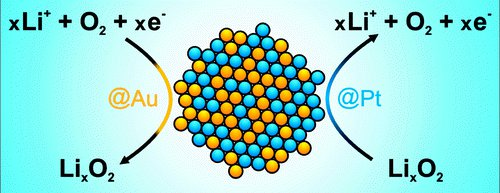 xLi⁺ + O₂ + xe⁻
xLi⁺ + O₂ + xe⁻
@Au
@Pt
LiₓO₂
LiₓO₂